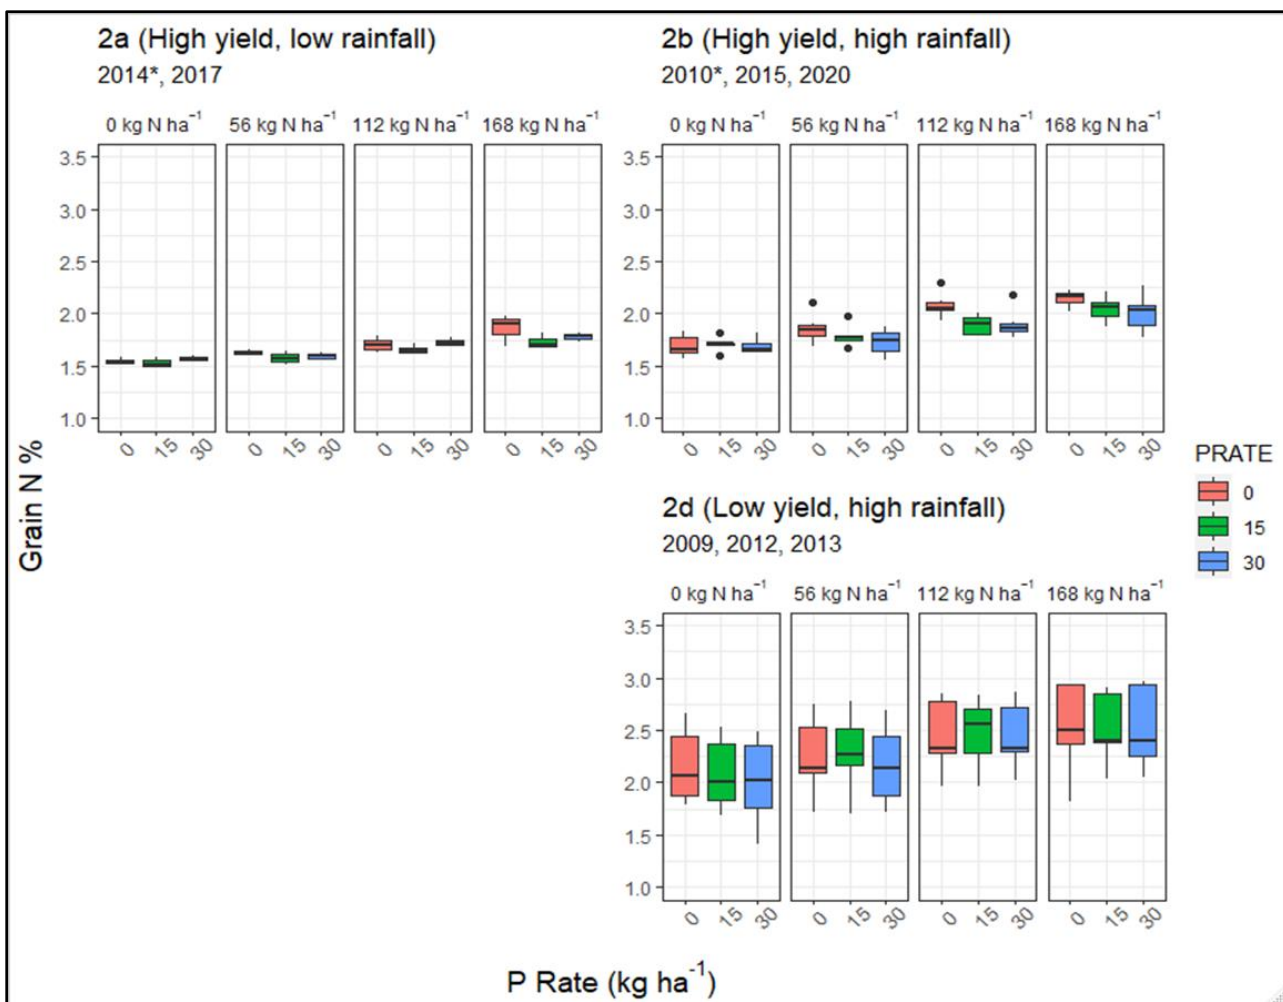 2a (High yield, low rainfall)
2014*, 2017
0 kg N ha⁻¹ 56 kg N ha⁻¹ 112 kg N ha⁻¹ 168 kg N ha⁻¹
3.5
3.0
2.5
2.0
1.5
1.0
0 15 30 0 15 30 0 15 30 0 15 30
2b (High yield, high rainfall)
2010*, 2015, 2020
0 kg N ha⁻¹ 56 kg N ha⁻¹ 112 kg N ha⁻¹ 168 kg N ha⁻¹
3.5
3.0
2.5
2.0
1.5
1.0
0 15 30 0 15 30 0 15 30 0 15 30
Grain N %
2d (Low yield, high rainfall)
2009, 2012, 2013
0 kg N ha⁻¹ 56 kg N ha⁻¹ 112 kg N ha⁻¹ 168 kg N ha⁻¹
3.5
3.0
2.5
2.0
1.5
1.0
0 15 30 0 15 30 0 15 30 0 15 30
PRATE
0
15
30
P Rate (kg ha⁻¹)